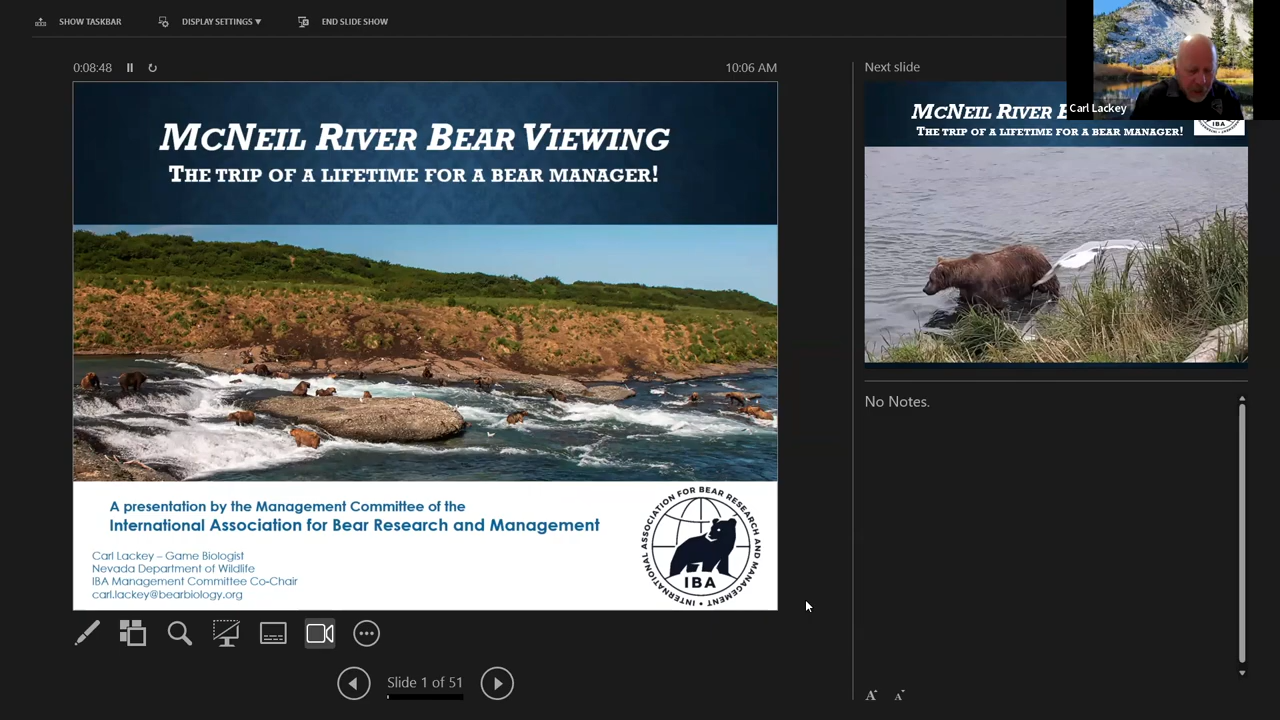 SHOW TASKBAR
DISPLAY SETTINGS ▼
END SLIDE SHOW
0:08:48
10:06 AM
McNeil River Bear Viewing
The trip of a lifetime for a bear manager!
A presentation by the Management Committee of the
International Association for Bear Research and Management
Carl Lackey – Game Biologist
Nevada Department of Wildlife
IBA Management Committee Co-Chair
carl.lackey@bearbiology.org
INTERNATIONAL ASSOCIATION FOR BEAR RESEARCH AND MANAGEMENT
IBA
Slide 1 of 51
Next slide
Carl Lackey
McNeil River B
The trip of a lifetime for a bear manager!
IBA
No Notes.
A
A